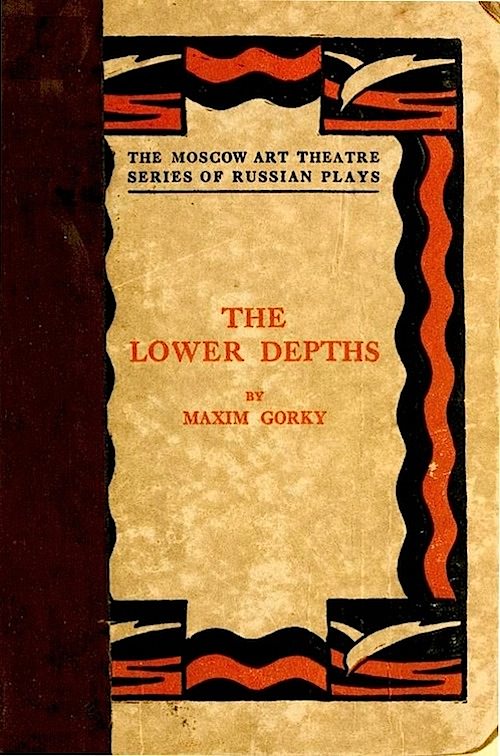 THE MOSCOW ART THEATRE
SERIES OF RUSSIAN PLAYS
THE
LOWER DEPTHS
BY
MAXIM GORKY